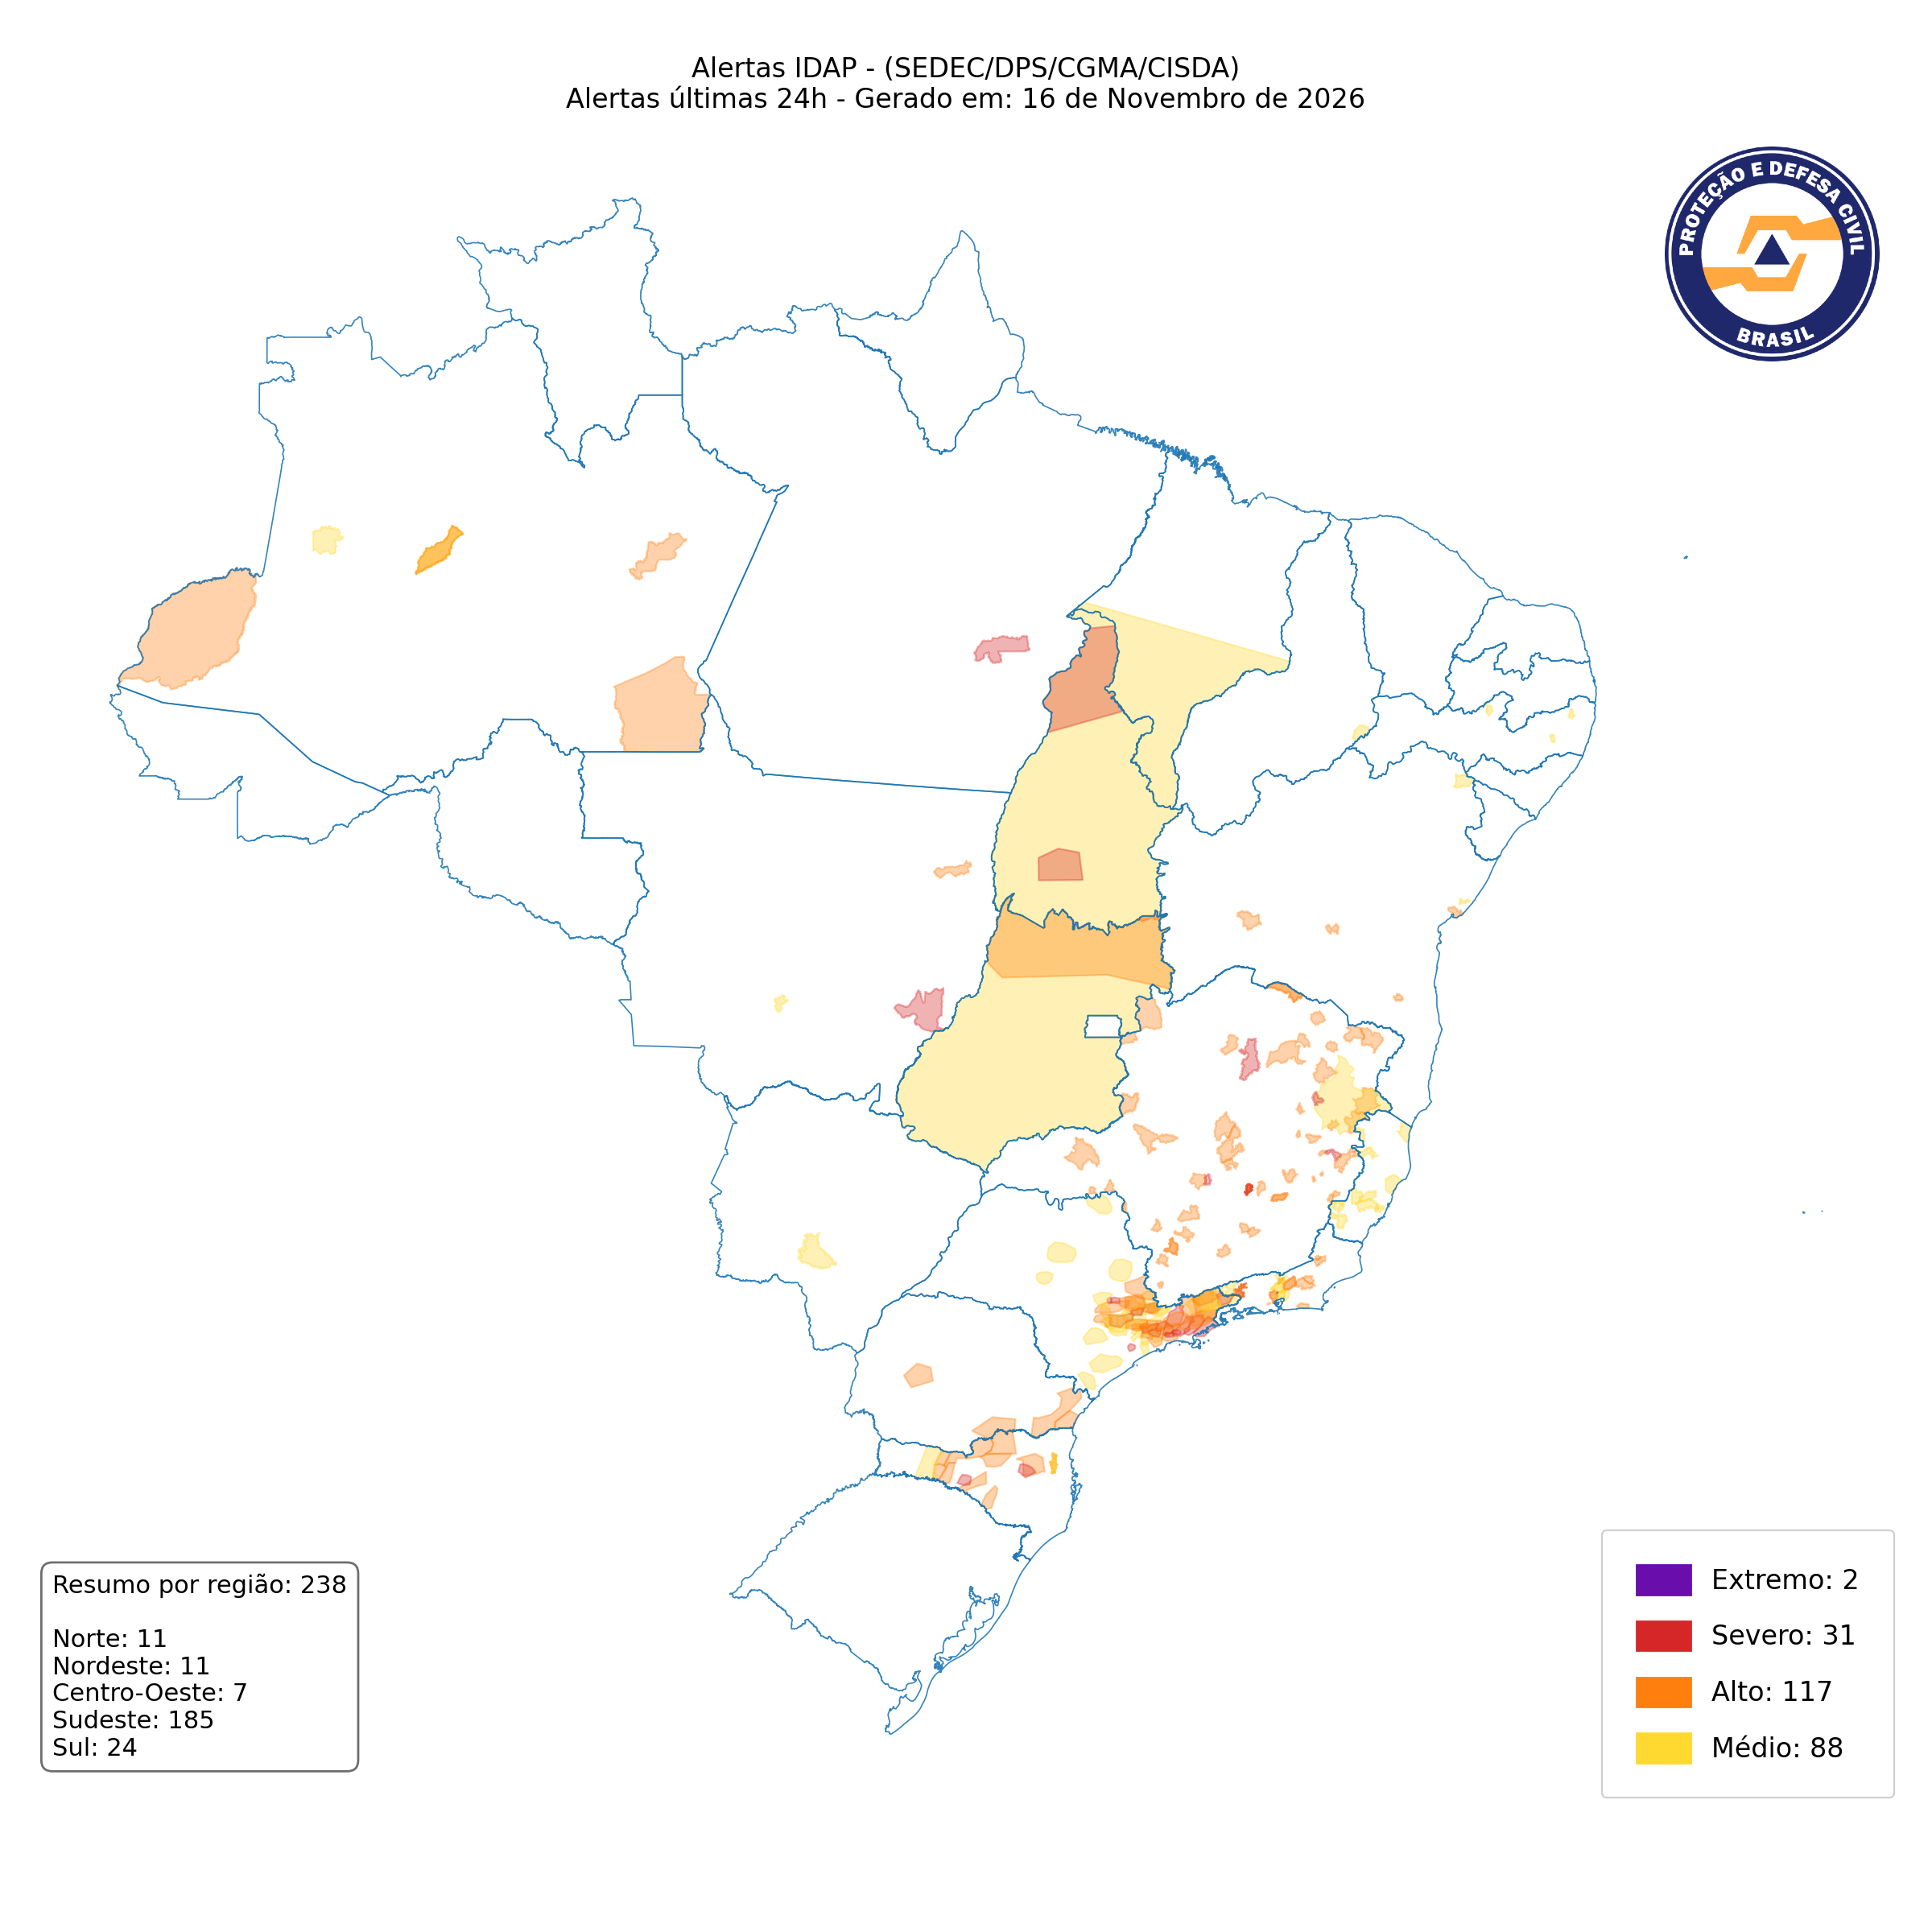 Alertas IDAP - (SEDEC/DPS/CGMA/CISDA)
Alertas últimas 24h - Gerado em: 16 de Novembro de 2026
PROTEÇÃO E DEFESA CIVIL
BRASIL
Resumo por região: 238
Norte: 11
Nordeste: 11
Centro-Oeste: 7
Sudeste: 185
Sul: 24
Extremo: 2
Severo: 31
Alto: 117
Médio: 88